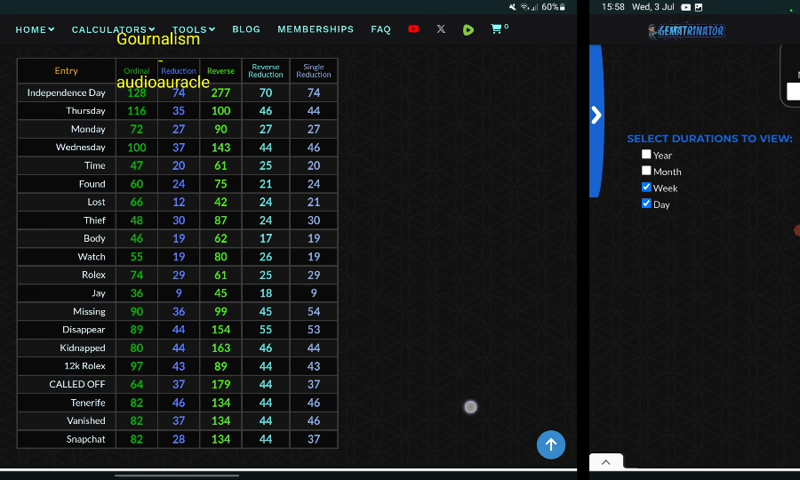 60%
15:58 Wed, 3 Jul
HOME CALCULATORS TOOLS BLOG MEMBERSHIPS FAQ X 0
GEMATRINATOR
Gournalism
-
audioauracle
Entry Ordinal Reduction Reverse Reverse Reduction Single Reduction
Independence Day 128 74 277 70 74
Thursday 116 35 100 46 44
Monday 72 27 90 27 27
Wednesday 100 37 143 44 46
Time 47 20 61 25 20
Found 60 24 75 21 24
Lost 66 12 42 24 21
Thief 48 30 87 24 30
Body 46 19 62 17 19
Watch 55 19 80 26 19
Rolex 74 29 61 25 29
Jay 36 9 45 18 9
Missing 90 36 99 45 54
Disappear 89 44 154 55 53
Kidnapped 80 44 163 46 44
12k Rolex 97 43 89 44 43
CALLED OFF 64 37 179 44 37
Tenerife 82 46 134 44 46
Vanished 82 37 134 44 46
Snapchat 82 28 134 44 37
SELECT DURATIONS TO VIEW:
Year
Month
Week
Day